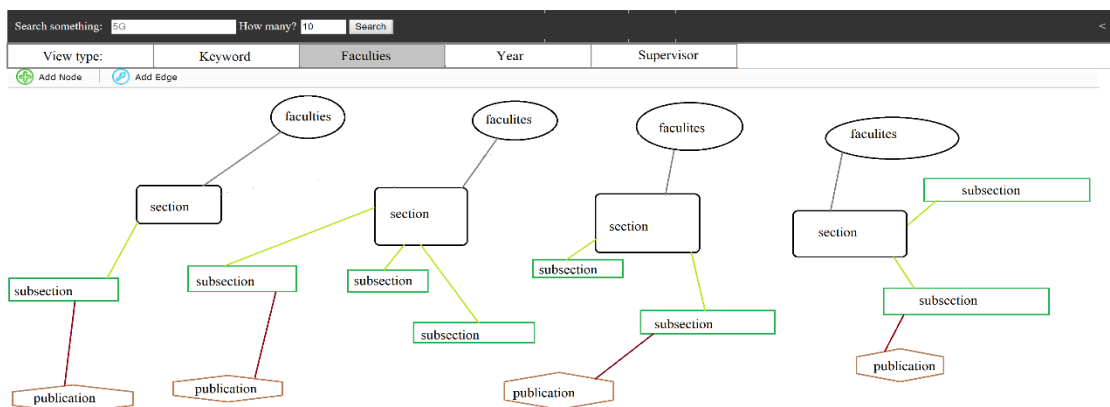 Search something: 5G How many? 10 Search <
View type: Keyword Faculties Year Supervisor
Add Node Add Edge
faculties faculites faculites faculites
section section section section
subsection
subsection subsection subsection subsection
subsection
subsection subsection
publication publication publication publication